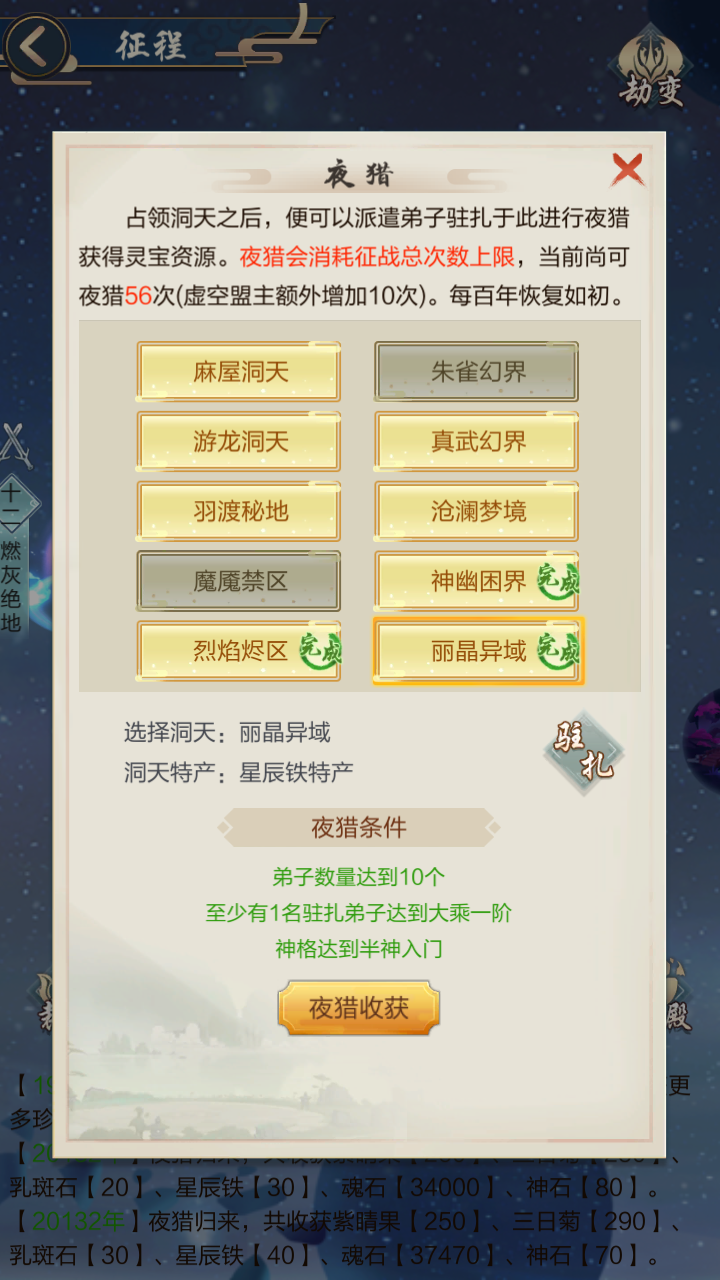 征程
劫变
夜猎
占领洞天之后，便可以派遣弟子驻扎于此进行夜猎
获得灵宝资源。夜猎会消耗征战总次数上限，当前尚可
夜猎56次(虚空盟主额外增加10次)。每百年恢复如初。
麻屋洞天
朱雀幻界
游龙洞天
真武幻界
羽渡秘地
沧澜梦境
魔魇禁区
神幽困界 完成
烈焰烬区 完成
丽晶异域 完成
十二 燃灰绝地
选择洞天：丽晶异域
洞天特产：星辰铁特产
驻扎
夜猎条件
弟子数量达到10个
至少有1名驻扎弟子达到大乘一阶
神格达到半神入门
夜猎收获
殿
更
多珍
乳斑石【20】、星辰铁【30】、魂石【34000】、神石【80】。
【20132年】夜猎归来，共收获紫睛果【250】、三日菊【290】、
乳斑石【30】、星辰铁【40】、魂石【37470】、神石【70】。